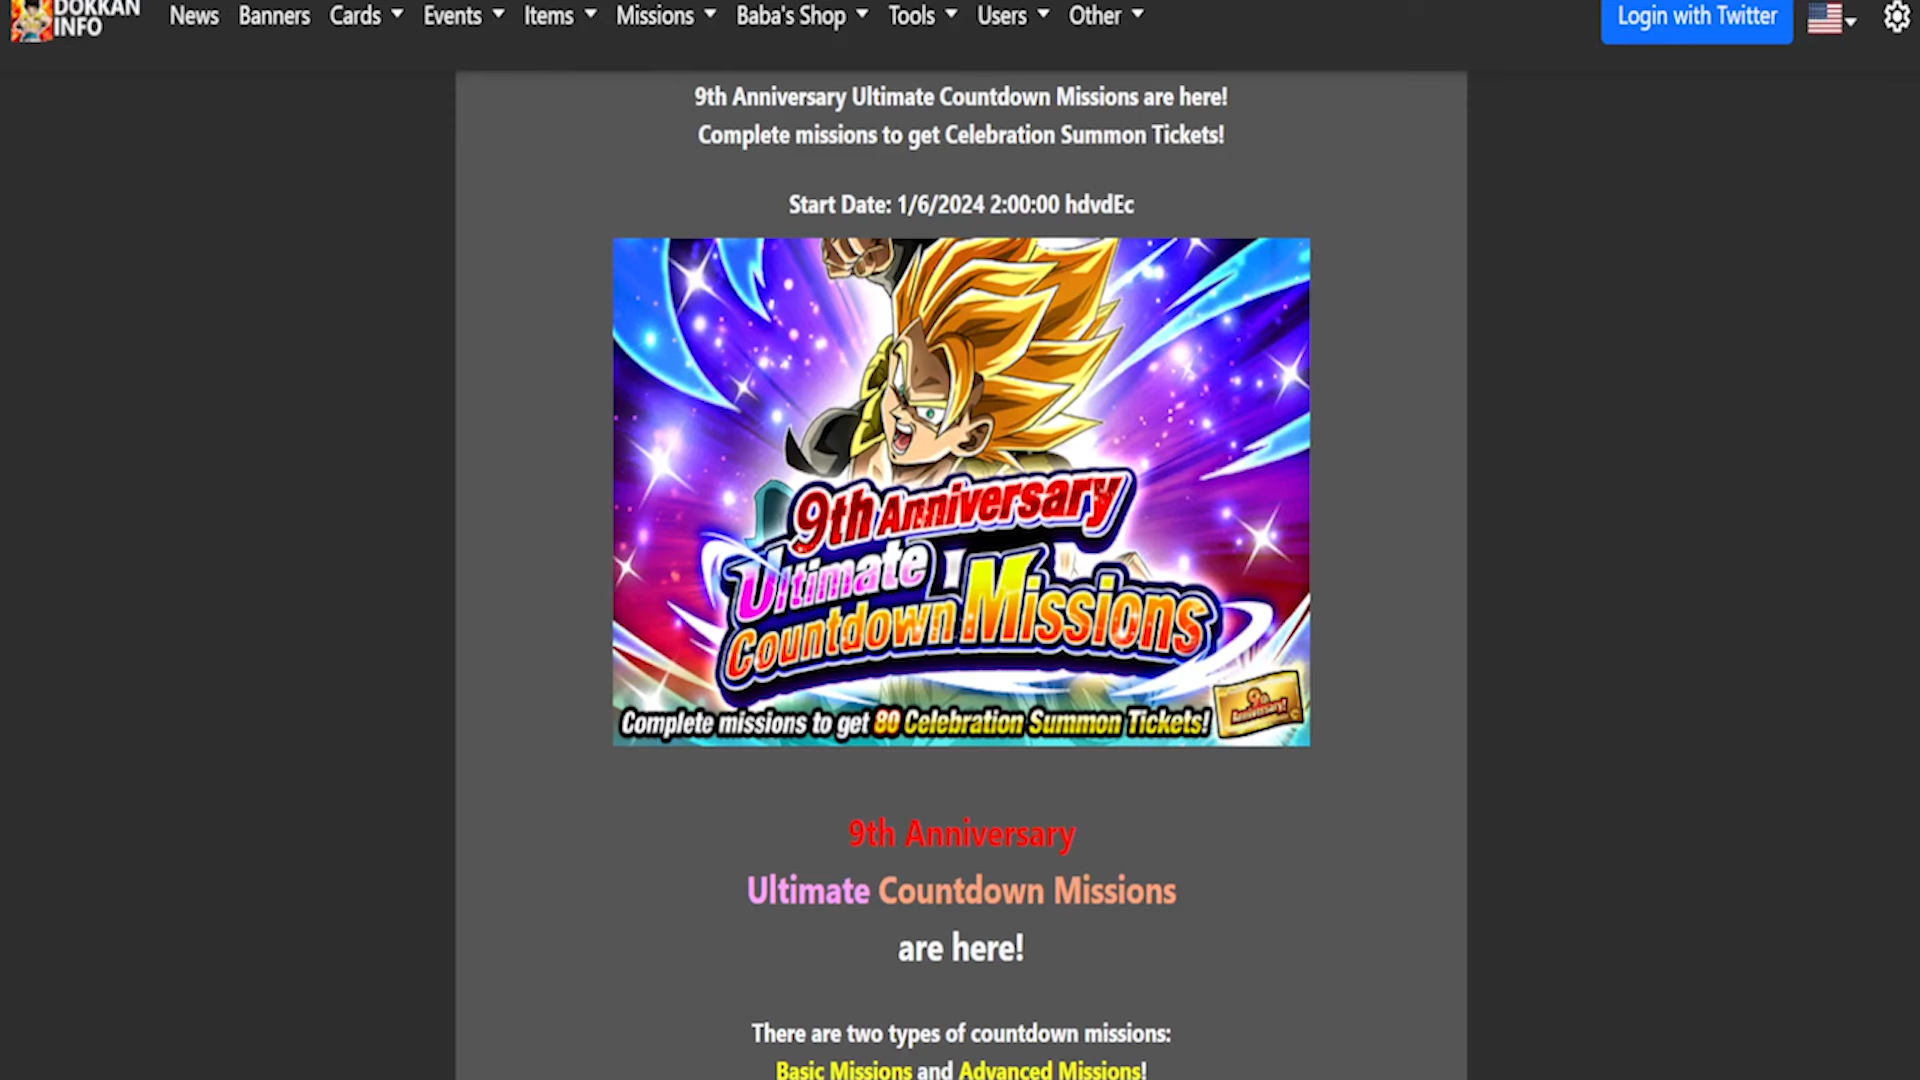 DOKKAN
INFO
News Banners Cards Events Items Missions Baba's Shop Tools Users Other
Login with Twitter
9th Anniversary Ultimate Countdown Missions are here!
Complete missions to get Celebration Summon Tickets!
Start Date: 1/6/2024 2:00:00 hdvdEc
9th Anniversary
Ultimate
Countdown Missions
9th
Anniversary!
Complete missions to get 80 Celebration Summon Tickets!
9th Anniversary
Ultimate Countdown Missions
are here!
There are two types of countdown missions:
Basic Missions and Advanced Missions!